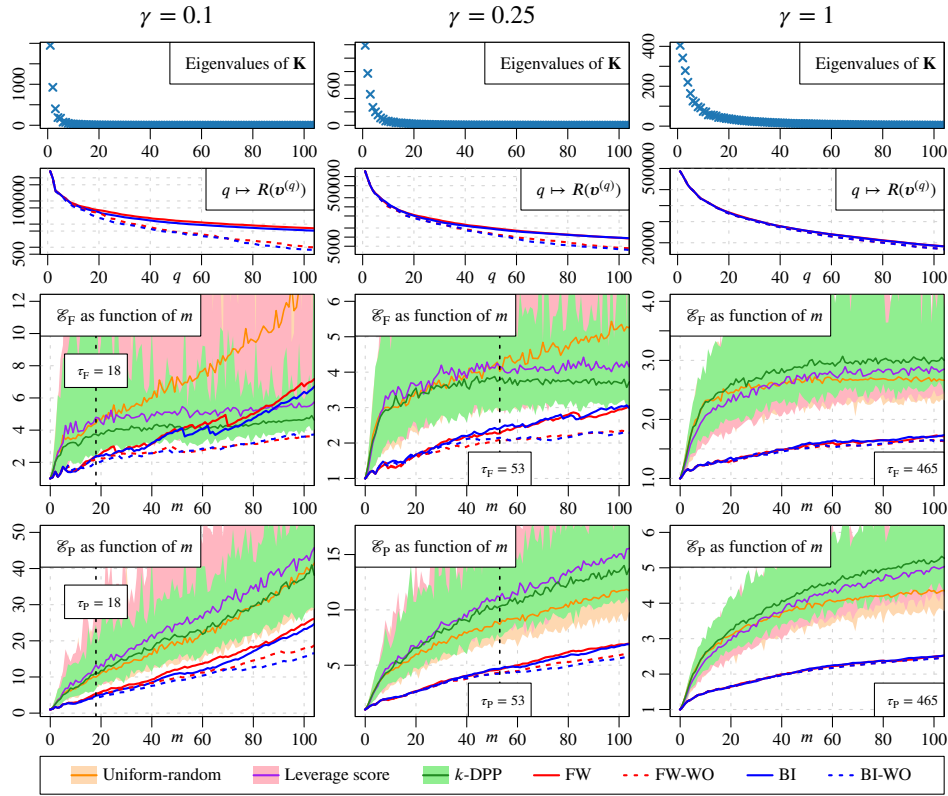 γ = 0.1 γ = 0.25 γ = 1
Eigenvalues of K
0 1000
0 20 40 60 80 100
Eigenvalues of K
0 600
0 20 40 60 80 100
Eigenvalues of K
0 200 400
0 20 40 60 80 100
q ↦ R(υ^(q))
500 100000
0 20 40 60 80 100
q
q ↦ R(υ^(q))
5000 500000
0 20 40 60 80 100
q
q ↦ R(υ^(q))
20000 500000
0 20 40 60 80 100
q
ℰ_F as function of m
τ_F = 18
2 4 6 8 10 12
0 20 40 60 80 100
m
ℰ_F as function of m
τ_F = 53
1 2 3 4 5 6
0 20 40 60 80 100
m
ℰ_F as function of m
τ_F = 465
1.0 2.0 3.0 4.0
0 20 40 60 80 100
m
ℰ_P as function of m
τ_P = 18
0 10 20 30 40 50
0 20 40 60 80 100
m
ℰ_P as function of m
τ_P = 53
5 10 15
0 20 40 60 80 100
m
ℰ_P as function of m
τ_P = 465
1 2 3 4 5 6
0 20 40 60 80 100
m
Uniform-random Leverage score k-DPP FW FW-WO BI BI-WO